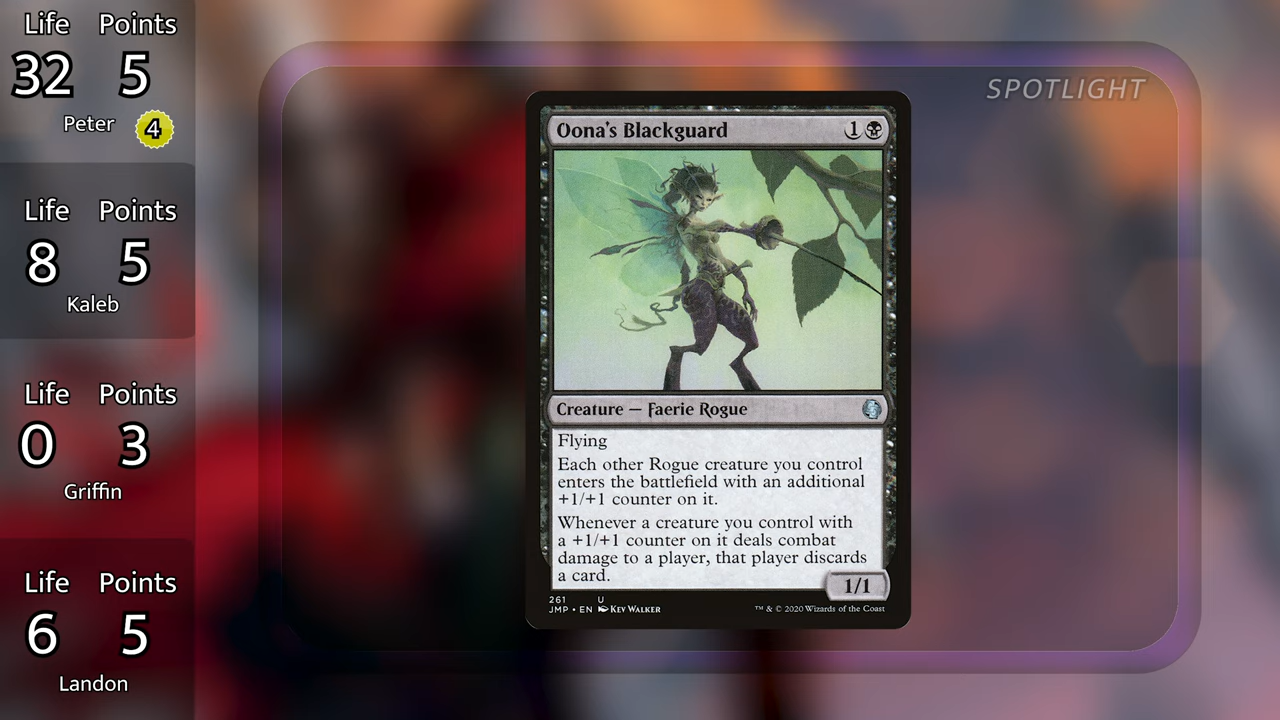 Life Points
32 5
Peter 4
Life Points
8 5
Kaleb
Life Points
0 3
Griffin
Life Points
6 5
Landon
SPOTLIGHT
Oona's Blackguard 1
Creature — Faerie Rogue
Flying
Each other Rogue creature you control
enters the battlefield with an additional
+1/+1 counter on it.
Whenever a creature you control with
a +1/+1 counter on it deals combat
damage to a player, that player discards
a card.
1/1
261 U
JMP • EN Kev Walker
™ & © 2020 Wizards of the Coast